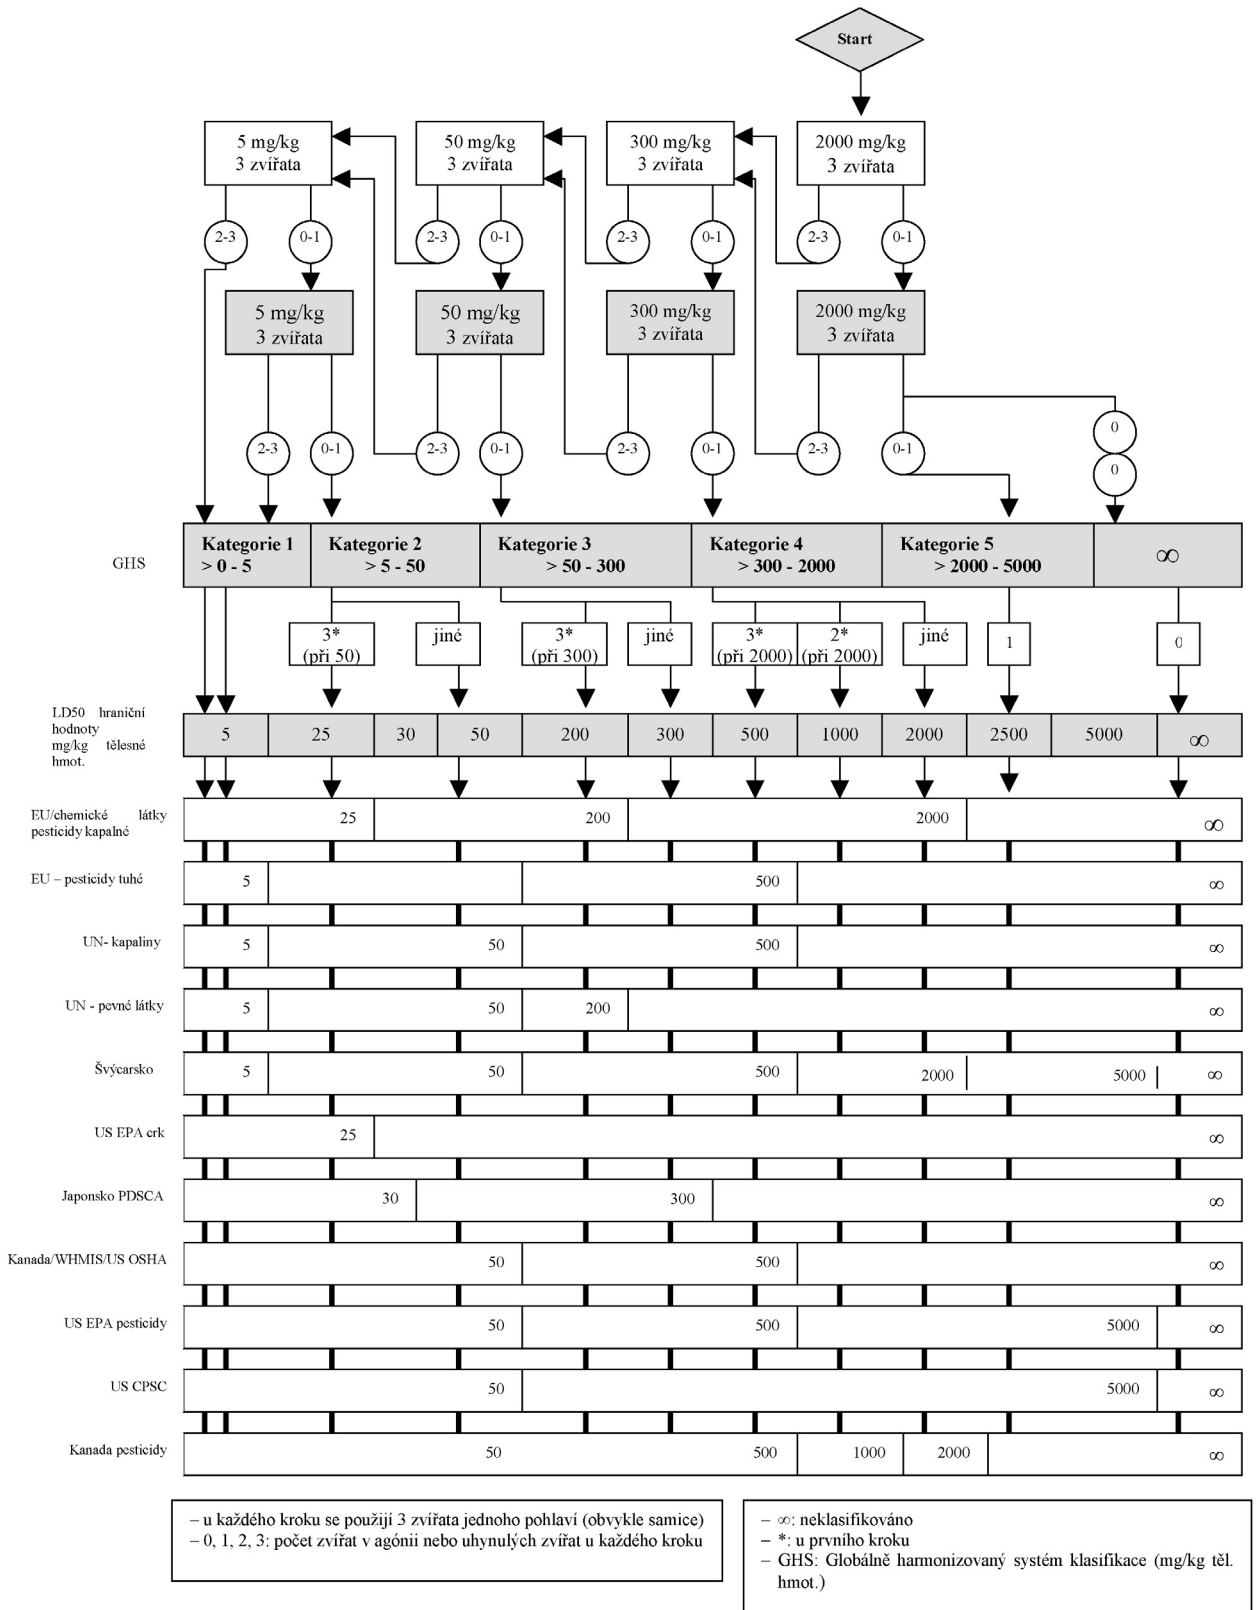 Start
5 mg/kg
3 zvířata
50 mg/kg
3 zvířata
300 mg/kg
3 zvířata
2000 mg/kg
3 zvířata
2-3
0-1
2-3
0-1
2-3
0-1
2-3
0-1
5 mg/kg
3 zvířata
50 mg/kg
3 zvířata
300 mg/kg
3 zvířata
2000 mg/kg
3 zvířata
0
2-3
0-1
2-3
0-1
2-3
0-1
2-3
0-1
0
GHS
Kategorie 1
> 0 - 5
Kategorie 2
> 5 - 50
Kategorie 3
> 50 - 300
Kategorie 4
> 300 - 2000
Kategorie 5
> 2000 - 5000
∞
3*
(při 50)
jiné
3*
(při 300)
jiné
3*
(při 2000)
2*
(při 2000)
jiné
1
0
LD50 hraniční
hodnoty
mg/kg tělesné
hmot.
5 25 30 50 200 300 500 1000 2000 2500 5000 ∞
EU/chemické látky
pesticidy kapalné
25 200 2000 ∞
EU – pesticidy tuhé 5 500 ∞
UN- kapaliny 5 50 500 ∞
UN - pevné látky 5 50 200 ∞
Švýcarsko 5 50 500 2000 5000 ∞
US EPA crk 25 ∞
Japonsko PDSCA 30 300 ∞
Kanada/WHMIS/US OSHA 50 500 ∞
US EPA pesticidy 50 500 5000 ∞
US CPSC 50 5000 ∞
Kanada pesticidy 50 500 1000 2000 ∞
– u každého kroku se použijí 3 zvířata jednoho pohlaví (obvykle samice)
– 0, 1, 2, 3: počet zvířat v agónii nebo uhynulých zvířat u každého kroku
– ∞: neklasifikováno
– *: u prvního kroku
– GHS: Globálně harmonizovaný systém klasifikace (mg/kg těl.
hmot.)